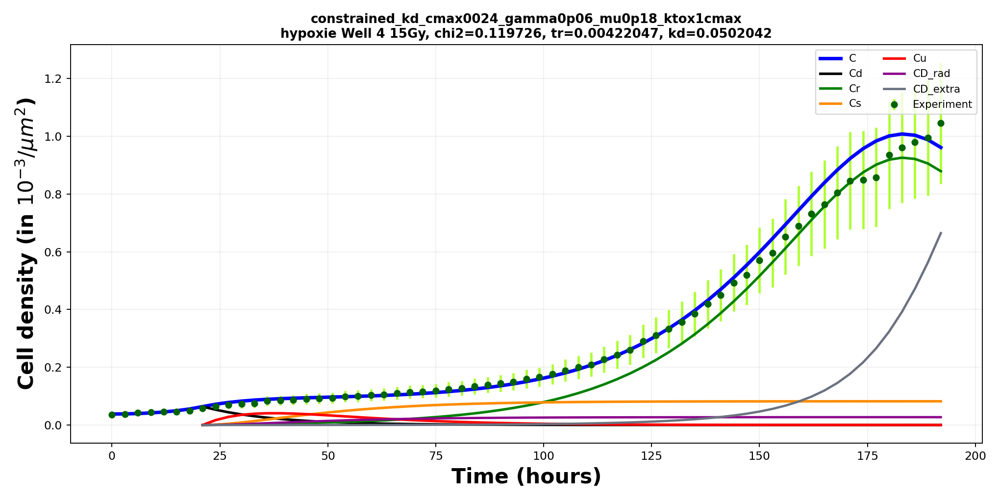 constrained_kd_cmax0024_gamma0p06_mu0p18_ktox1cmax
hypoxie Well 4 15Gy, chi2=0.119726, tr=0.00422047, kd=0.0502042
C
Cd
Cr
Cs
Cu
CD_rad
CD_extra
Experiment
Cell density (in 10⁻³/μm²)
1.2
1.0
0.8
0.6
0.4
0.2
0.0
0 25 50 75 100 125 150 175 200
Time (hours)